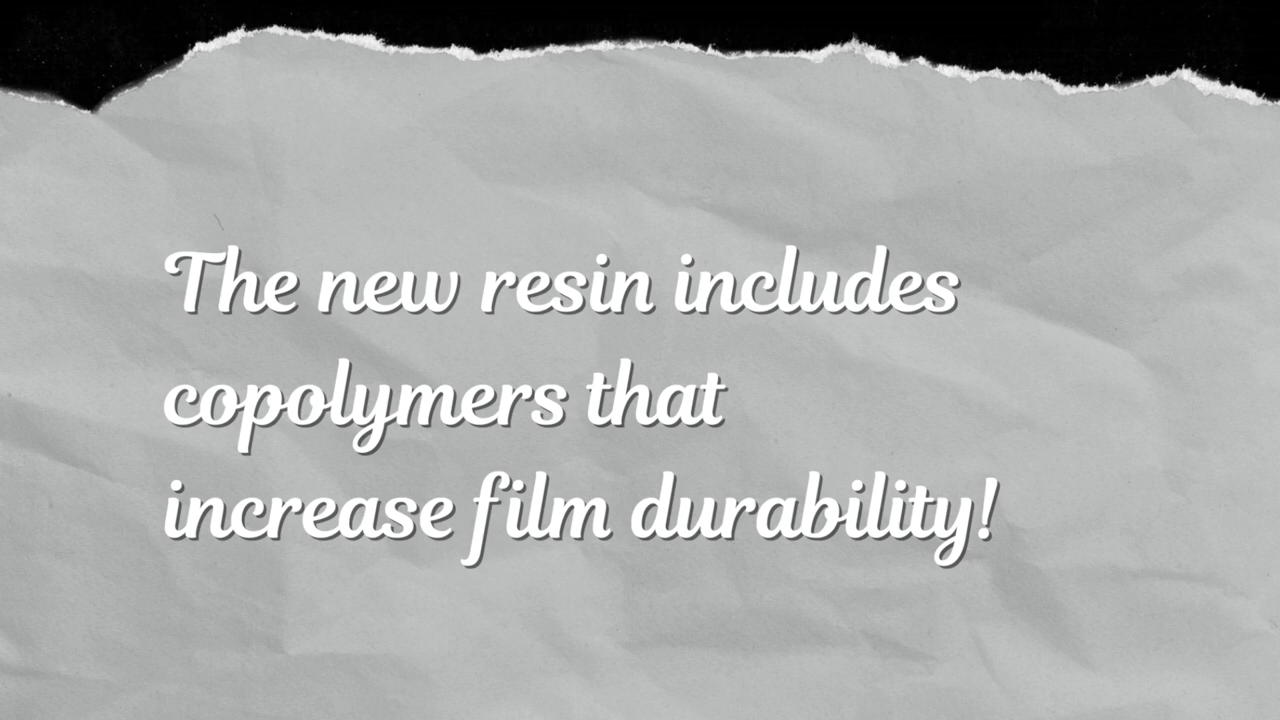 The new resin includes
copolymers that
increase film durability!